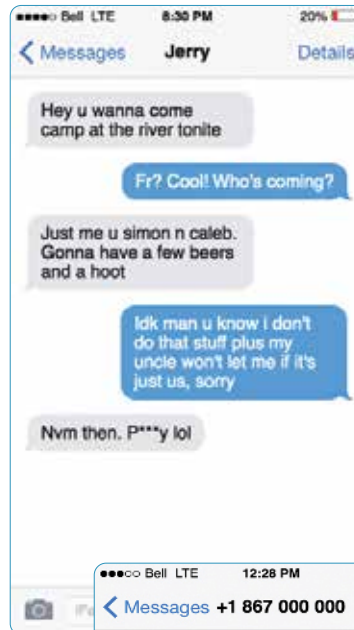 Bell LTE 8:30 PM 20%
Messages Jerry Details
Hey u wanna come
camp at the river tonite
Fr? Cool! Who's coming?
Just me u simon n caleb.
Gonna have a few beers
and a hoot
Idk man u know I don't
do that stuff plus my
uncle won't let me if it's
just us, sorry
Nvm then. P***y lol
Bell LTE 12:28 PM
Messages +1 867 000 000